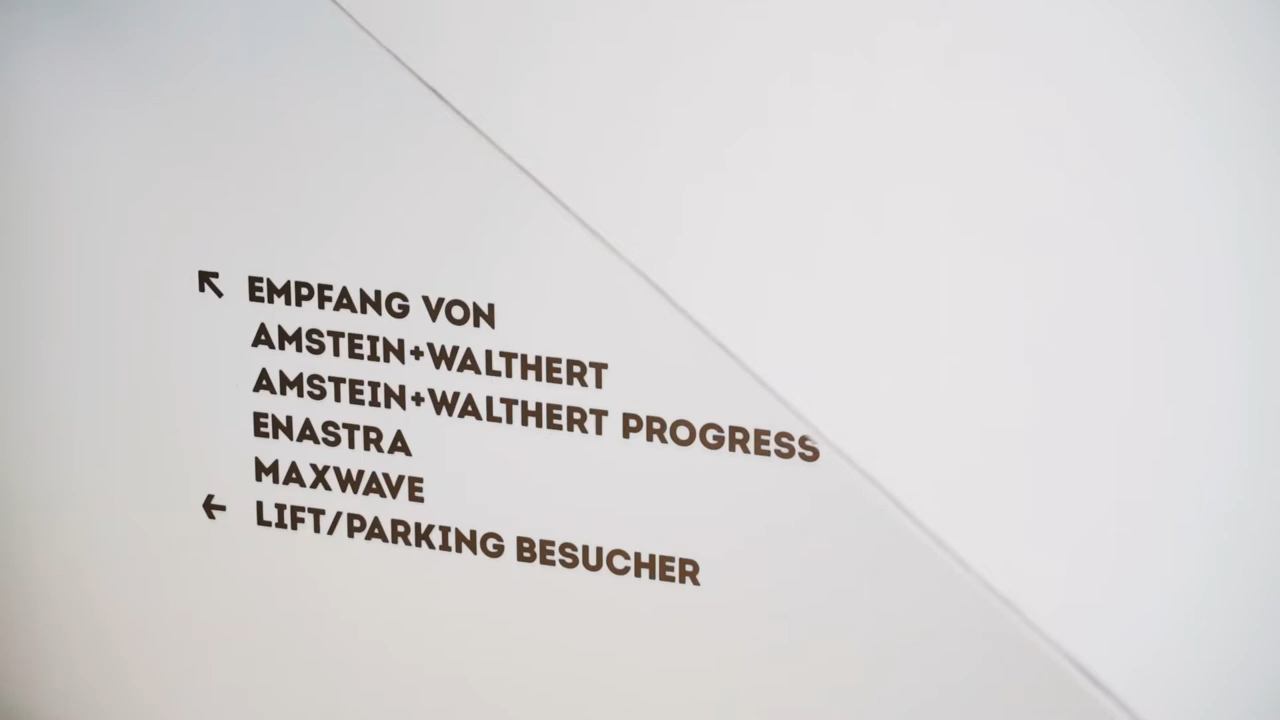 ↖ EMPFANG VON
AMSTEIN+WALTHERT
AMSTEIN+WALTHERT PROGRESS
ENASTRA
MAXWAVE
← LIFT/PARKING BESUCHER